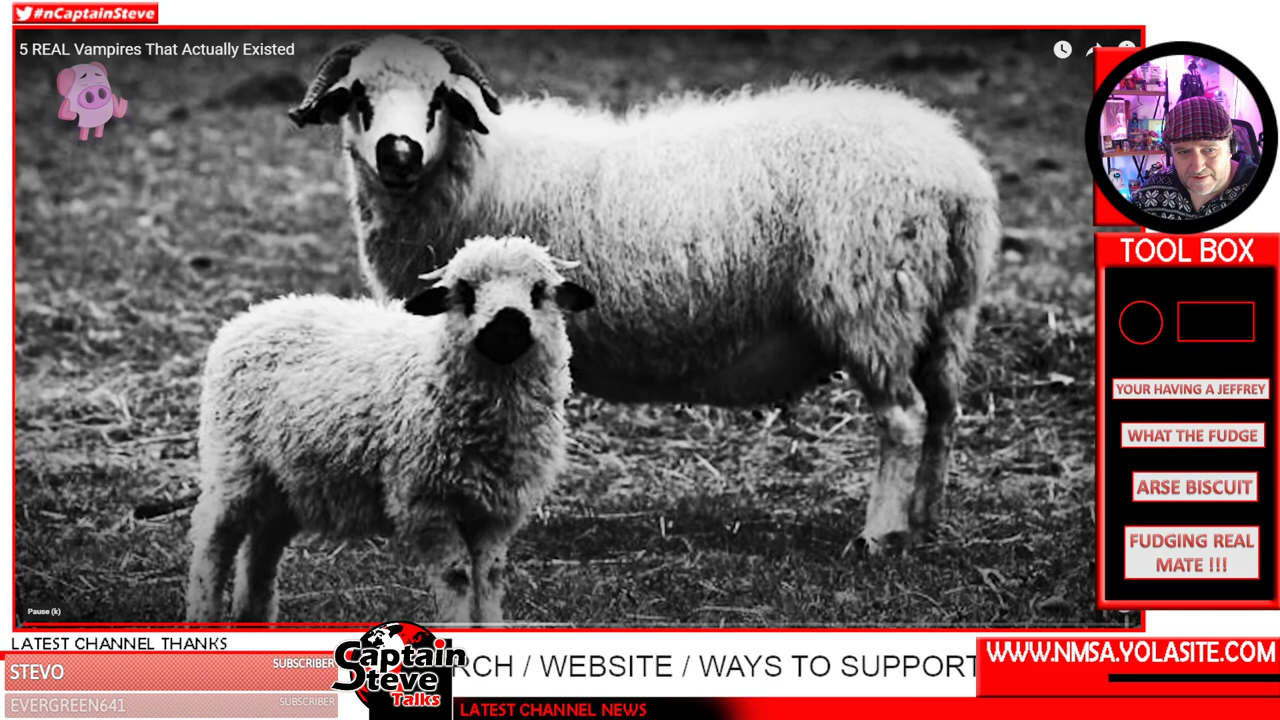 #nCaptainSteve
5 REAL Vampires That Actually Existed
TOOL BOX
YOUR HAVING A JEFFREY
WHAT THE FUDGE
ARSE BISCUIT
FUDGING REAL
MATE !!!
Pause (k)
LATEST CHANNEL THANKS
STEVO
SUBSCRIBER
EVERGREEN641
SUBSCRIBER
Captain
Steve
Talks
RCH / WEBSITE / WAYS TO SUPPORT
WWW.NMSA.YOLASITE.COM
LATEST CHANNEL NEWS